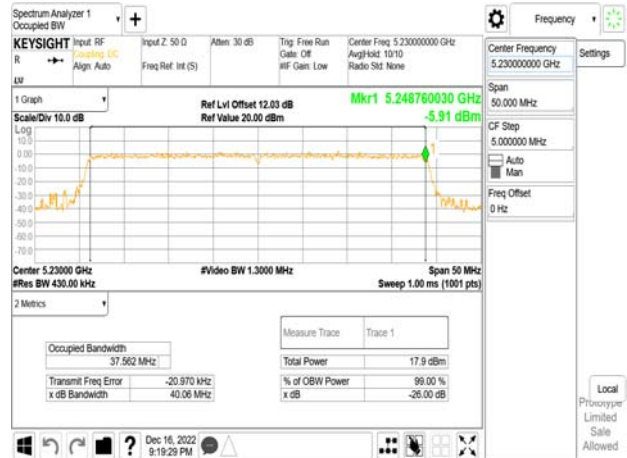 Spectrum Analyzer 1
Occupied BW
Frequency
KEYSIGHT
Input: RF
Coupling: DC
Align: Auto
Input Z: 50 Ω
Freq Ref: Int (S)
Atten: 30 dB
Trig: Free Run
Gate: Off
#IF Gain: Low
Center Freq: 5.230000000 GHz
Avg|Hold: 10/10
Radio Std: None
R
LXI
Center Frequency
5.230000000 GHz
Settings
Span
50.000 MHz
CF Step
5.000000 MHz
Auto
Man
Freq Offset
0 Hz
1 Graph
Scale/Div 10.0 dB
Ref Lvl Offset 12.03 dB
Ref Value 20.00 dBm
Mkr1 5.248760030 GHz
-5.91 dBm
Log
10.0
0.00
-10.0
-20.0
-30.0
-40.0
-50.0
-60.0
-70.0
1
Center 5.23000 GHz
#Res BW 430.00 kHz
#Video BW 1.3000 MHz
Span 50 MHz
Sweep 1.00 ms (1001 pts)
2 Metrics
Measure Trace Trace 1
Occupied Bandwidth
37.562 MHz
Total Power 17.9 dBm
Transmit Freq Error -20.970 kHz
% of OBW Power 99.00 %
x dB Bandwidth 40.06 MHz
x dB -26.00 dB
Local
Prototype
Limited
Sale
Allowed
?
Dec 16, 2022
9:19:29 PM